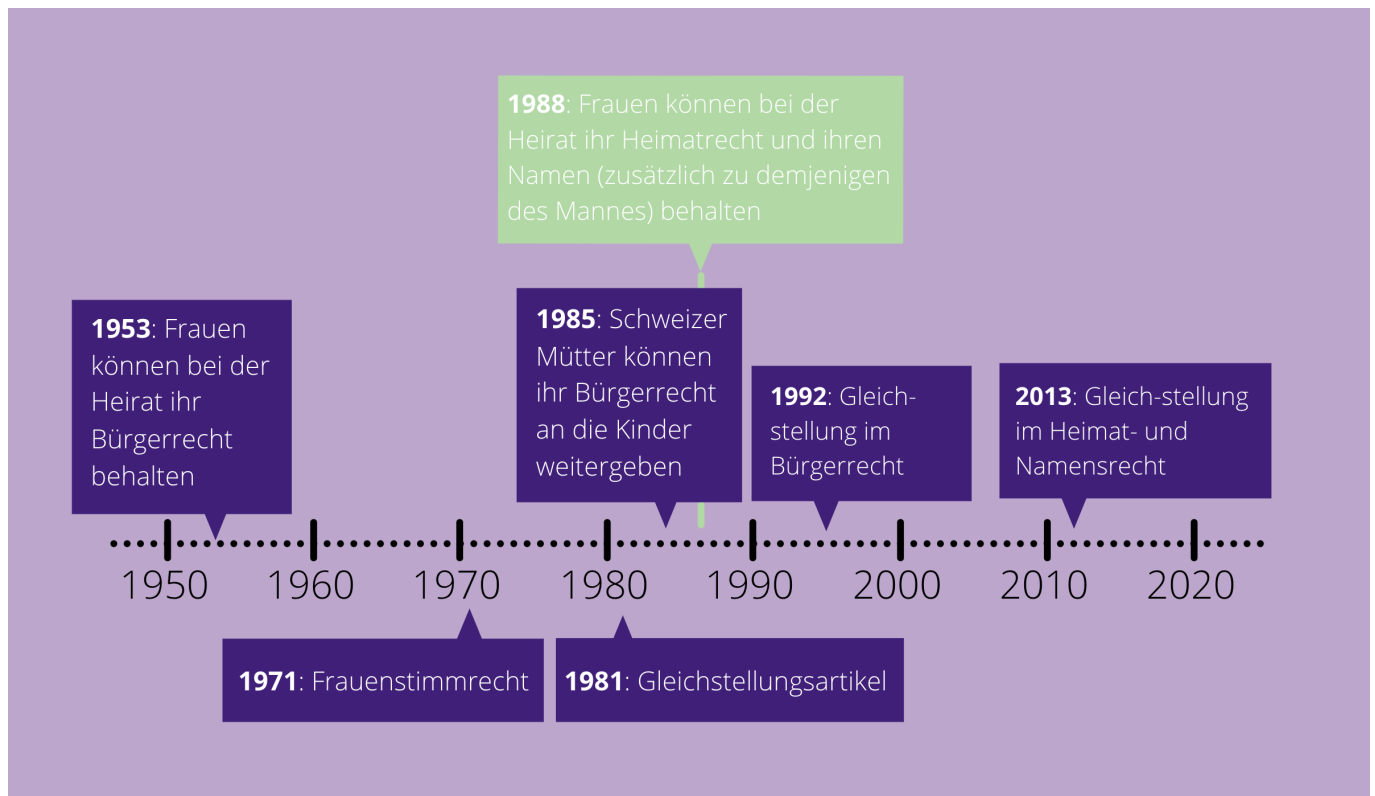 1988: Frauen können bei der
Heirat ihr Heimatrecht und ihren
Namen (zusätzlich zu demjenigen
des Mannes) behalten
1953: Frauen
können bei der
Heirat ihr
Bürgerrecht
behalten
1985: Schweizer
Mütter können
ihr Bürgerrecht
an die Kinder
weitergeben
1992: Gleich-
stellung im
Bürgerrecht
2013: Gleich-stellung
im Heimat- und
Namensrecht
1950 1960 1970 1980 1990 2000 2010 2020
1971: Frauenstimmrecht
1981: Gleichstellungsartikel